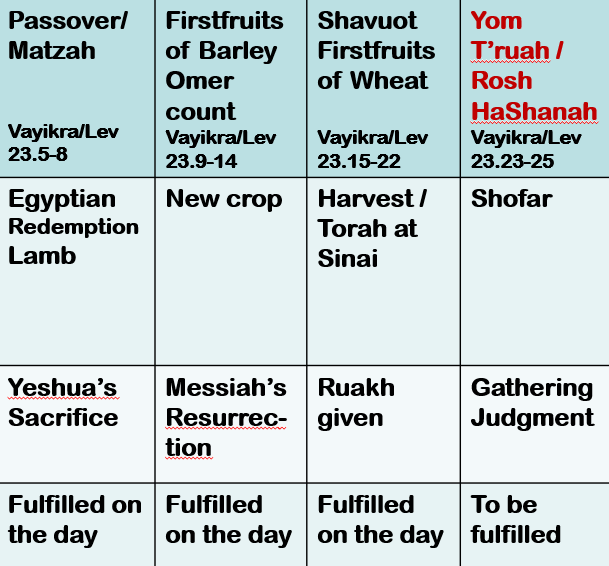 Passover/
Matzah
Vayikra/Lev
23.5-8
Firstfruits
of Barley
Omer
count
Vayikra/Lev
23.9-14
Shavuot
Firstfruits
of Wheat
Vayikra/Lev
23.15-22
Yom
T’ruah /
Rosh
HaShanah
Vayikra/Lev
23.23-25
Egyptian
Redemption
Lamb
New crop
Harvest /
Torah at
Sinai
Shofar
Yeshua’s
Sacrifice
Messiah’s
Resurrec-
tion
Ruakh
given
Gathering
Judgment
Fulfilled on
the day
Fulfilled
on the day
Fulfilled
on the day
To be
fulfilled